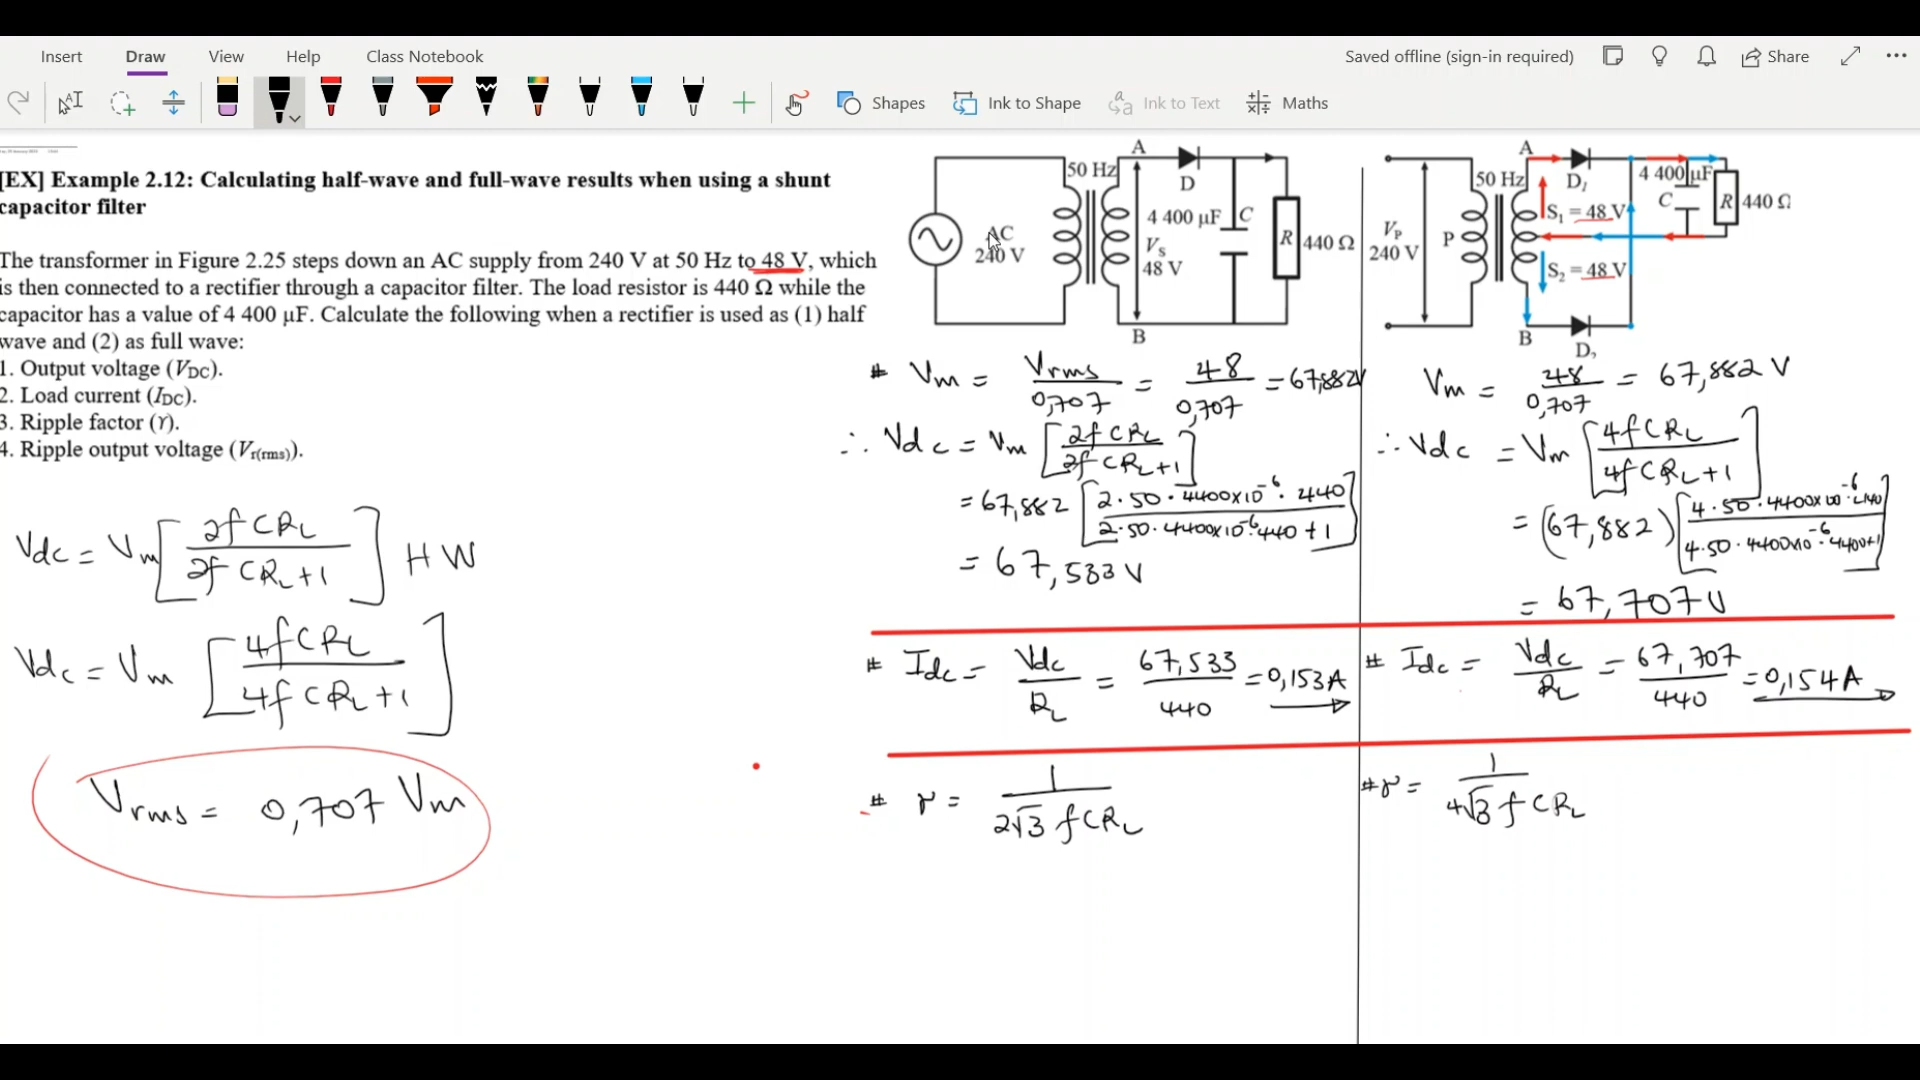 Insert Draw View Help Class Notebook Saved offline (sign-in required) Share
Shapes Ink to Shape Ink to Text Maths
[EX] Example 2.12: Calculating half-wave and full-wave results when using a shunt
capacitor filter
The transformer in Figure 2.25 steps down an AC supply from 240 V at 50 Hz to 48 V, which
is then connected to a rectifier through a capacitor filter. The load resistor is 440 Ω while the
capacitor has a value of 4 400 μF. Calculate the following when a rectifier is used as (1) half
wave and (2) as full wave:
1. Output voltage (VDC).
2. Load current (IDC).
3. Ripple factor (ϒ).
4. Ripple output voltage (Vr(rms)).
Vdc = Vm [2fCRL / 2fCRL+1] HW
Vdc = Vm [4fCRL / 4fCRL+1]
Vrms = 0,707 Vm
AC
240 V
50 Hz
A
D
4 400 μF C
VS
48 V
R 440 Ω
B
# Vm = Vrms / 0,707 = 48 / 0,707 = 67,882V
∴ Vdc = Vm [2fCRL / 2fCRL+1]
= 67,882 [2·50·4400x10⁻⁶·440 / 2·50·4400x10⁻⁶·440+1]
= 67,533 V
# Idc = Vdc / RL = 67,533 / 440 = 0,153A
# r = 1 / 2√3 fCRL
VP
240 V
P
50 Hz
A
D1
4 400 μF
C
R 440 Ω
S1 = 48 V
S2 = 48 V
B
D2
Vm = 48 / 0,707 = 67,882 V
∴ Vdc = Vm [4fCRL / 4fCRL+1]
= (67,882) [4·50·4400x10⁻⁶·440 / 4·50·4400x10⁻⁶·440+1]
= 67,707V
# Idc = Vdc / RL = 67,707 / 440 = 0,154A
# r = 1 / 4√3 fCRL